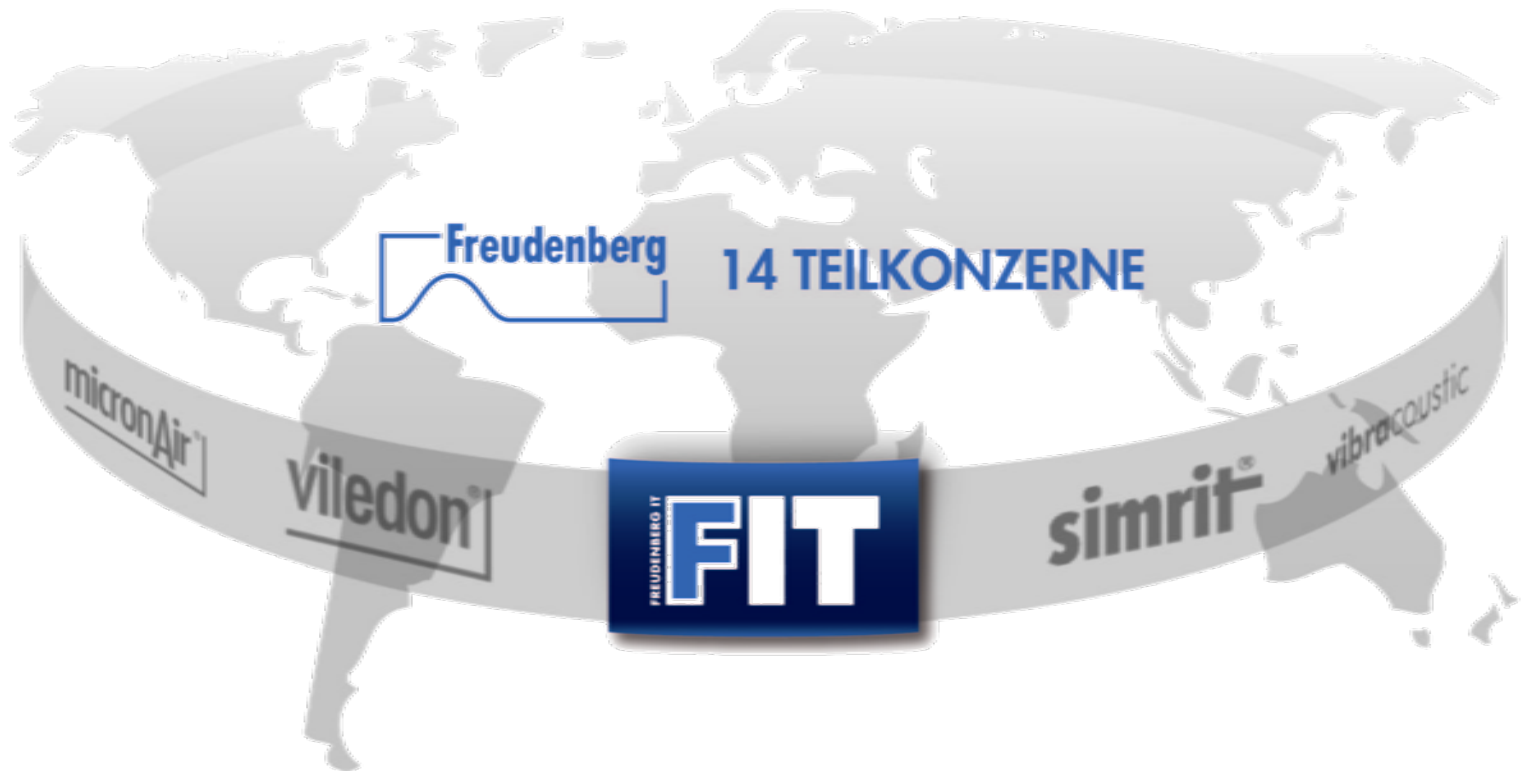 Freudenberg
14 TEILKONZERNE
micronAir®
viledon®
FREUDENBERG IT
FIT
simrit®
vibracoustic